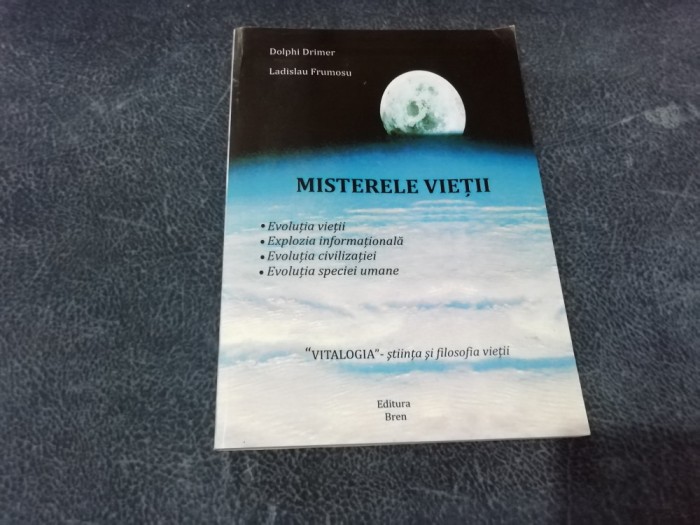 Dolphi Drimer
Ladislau Frumosu
MISTERELE VIEȚII
• Evoluția vieții
• Explozia informațională
• Evoluția civilizației
• Evoluția speciei umane
“VITALOGIA”- știința și filosofia vieții
Editura
Bren